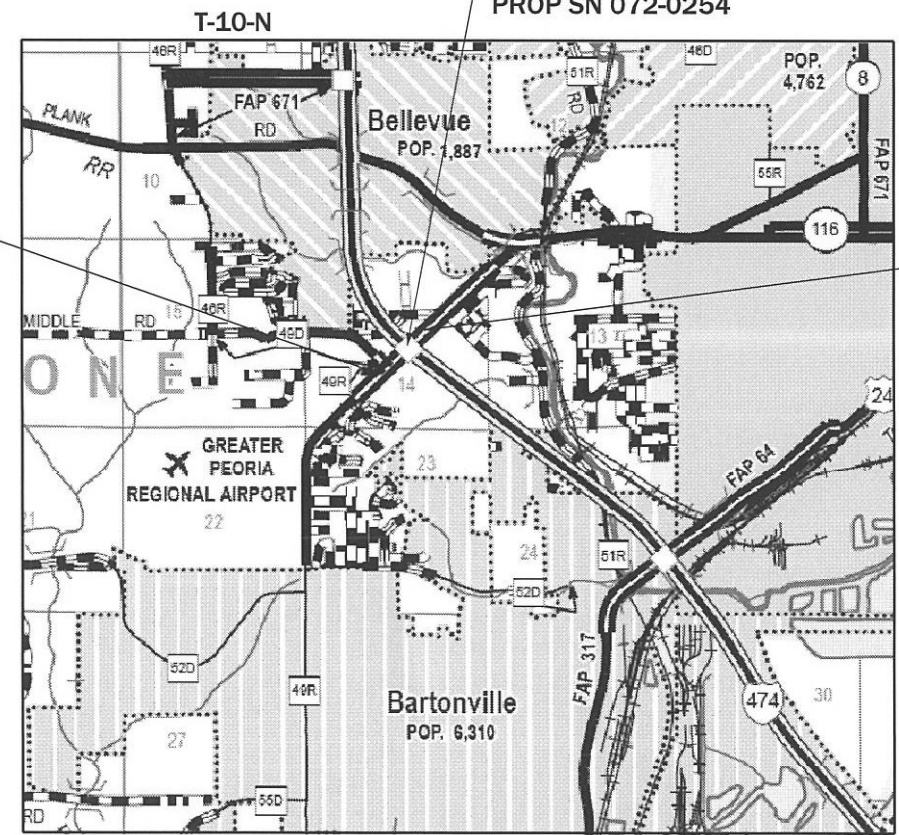 PROP SN 072-0254
T-10-N
46R
FAP 671
PLANK
RD
RR
Bellevue
POP. 1,887
51R
RD
12
46D
POP.
4,762
8
FAP 671
55R
116
10
15
46R
MIDDLE RD
49D
49R
O N E
14
13
GREATER
PEORIA
REGIONAL AIRPORT
22
23
24
24
FAP 64
51R
52D
52D
49R
Bartonville
POP. 6,310
FAP 317
474
30
27
55D
RD